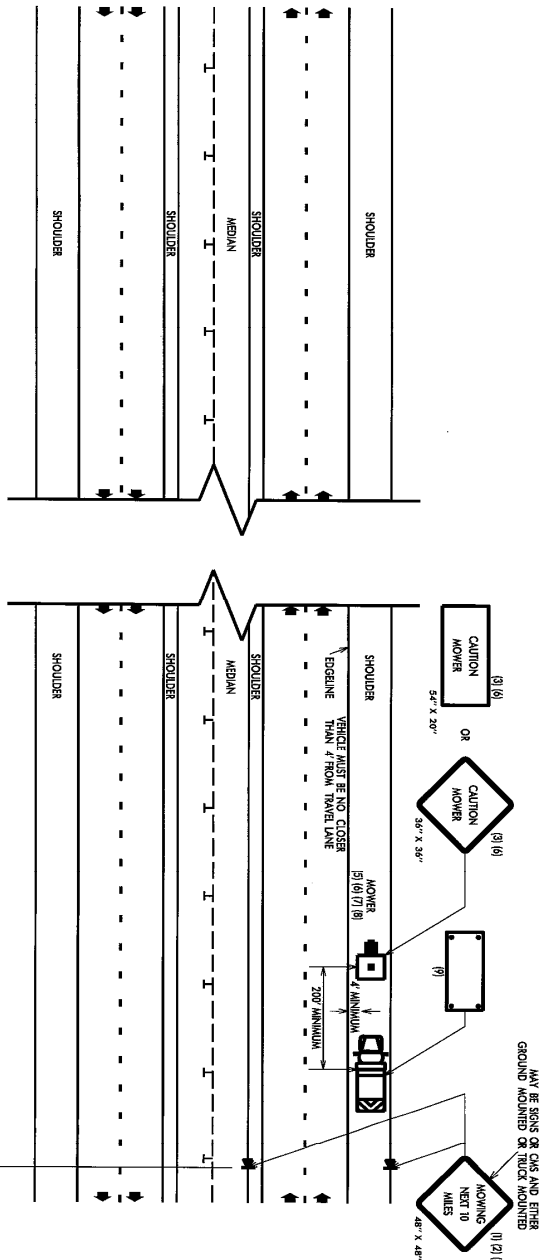 SHOULDER
MEDIAN
SHOULDER
SHOULDER
SHOULDER
(3) (6)
CAUTION
MOWER
54" X 20"
OR
(3) (6)
CAUTION
MOWER
36" X 36"
(9)
MAY BE SIGNS OR CMS AND EITHER
GROUND MOUNTED OR TRUCK MOUNTED
(1) (2) (
MOWING
NEXT 10
MILES
48" X 48"
SHOULDER
EDGELINE
VEHICLE MUST BE NO CLOSER
THAN 4' FROM TRAVEL LANE
MOWER
(5) (6) (7) (8)
4' MINIMUM
200' MINIMUM
SHOULDER
MEDIAN
SHOULDER